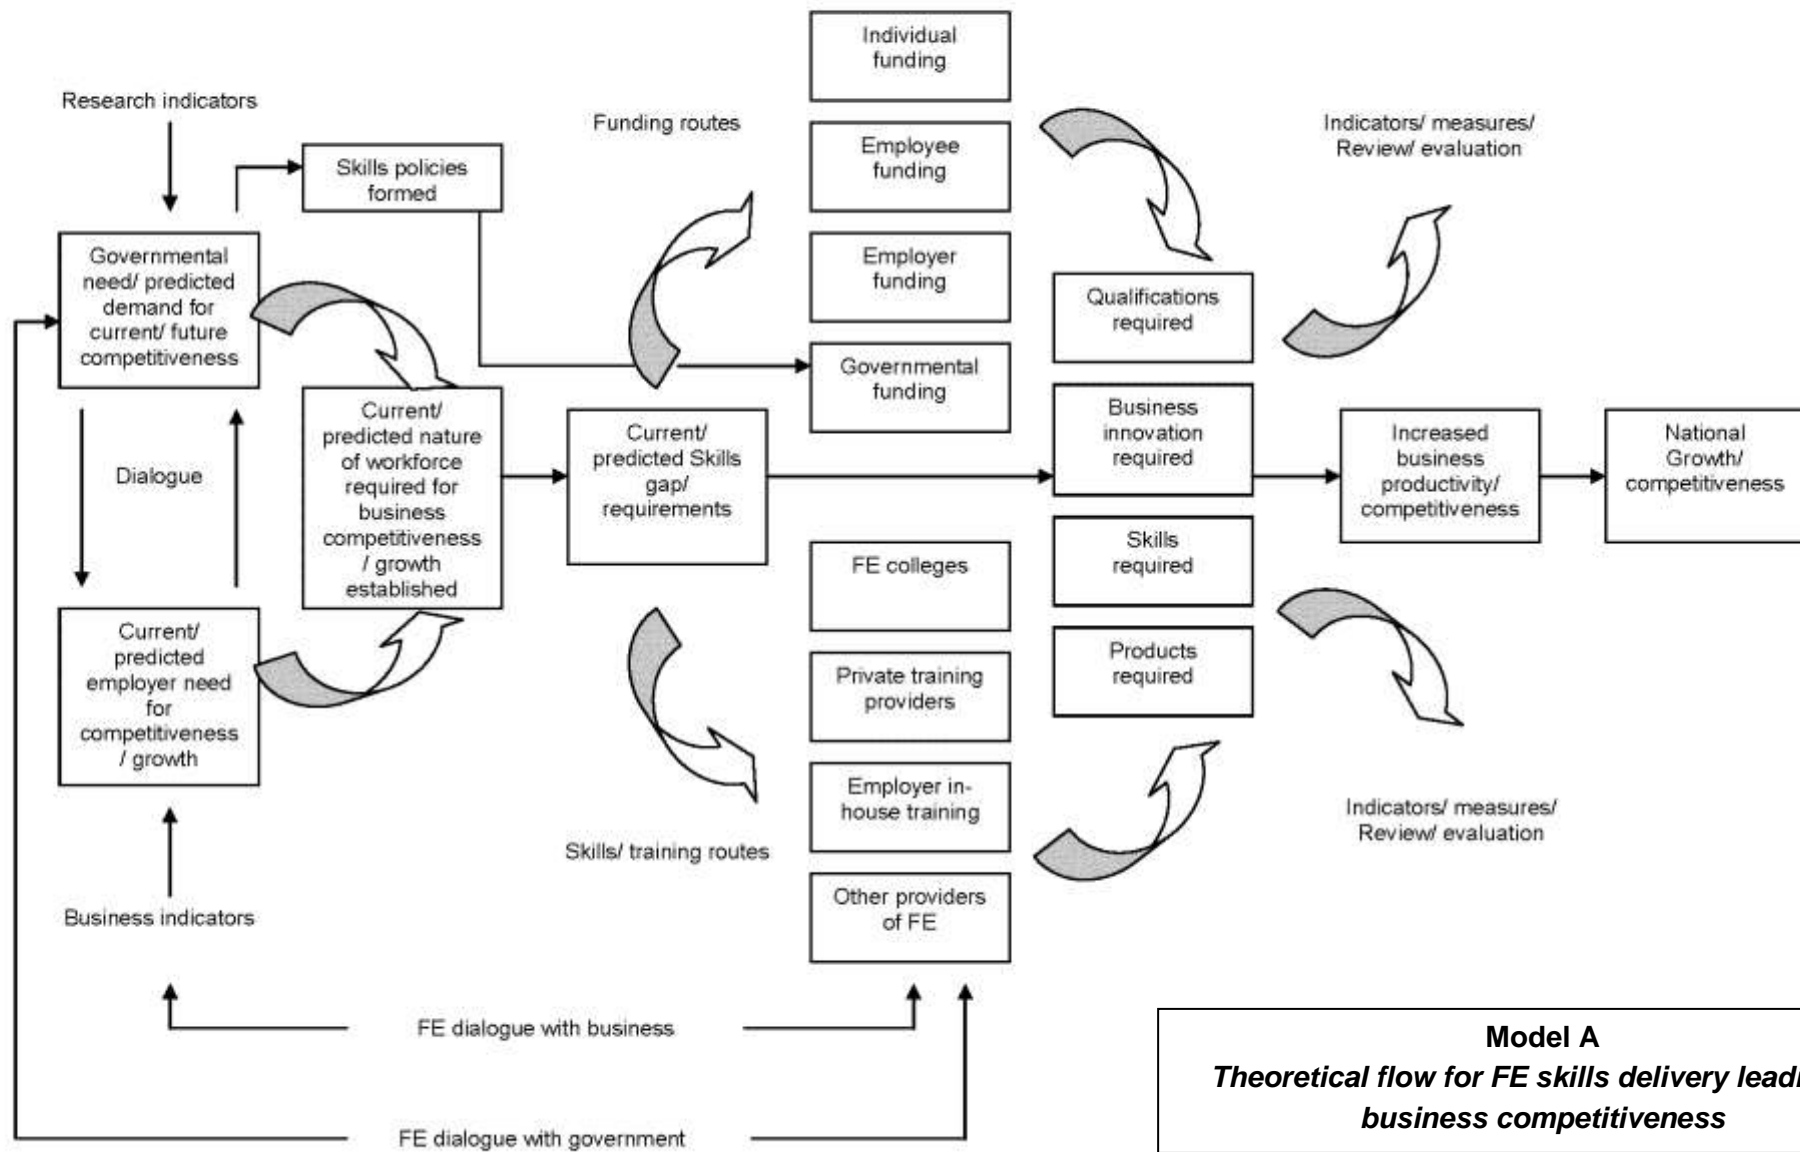 Research indicators
Governmental
need/ predicted
demand for
current/ future
competitiveness
Dialogue
Current/
predicted
employer need
for
competitiveness
/ growth
Business indicators
Skills policies
formed
Current/
predicted nature
of workforce
required for
business
competitiveness
/ growth
established
Funding routes
Current/
predicted Skills
gap/
requirements
Skills/ training routes
Individual
funding
Employee
funding
Employer
funding
Governmental
funding
FE colleges
Private training
providers
Employer in-
house training
Other providers
of FE
Qualifications
required
Business
innovation
required
Skills
required
Products
required
Indicators/ measures/
Review/ evaluation
Increased
business
productivity/
competitiveness
National
Growth/
competitiveness
Indicators/ measures/
Review/ evaluation
FE dialogue with business
FE dialogue with government
Model A
Theoretical flow for FE skills delivery leadi
business competitiveness